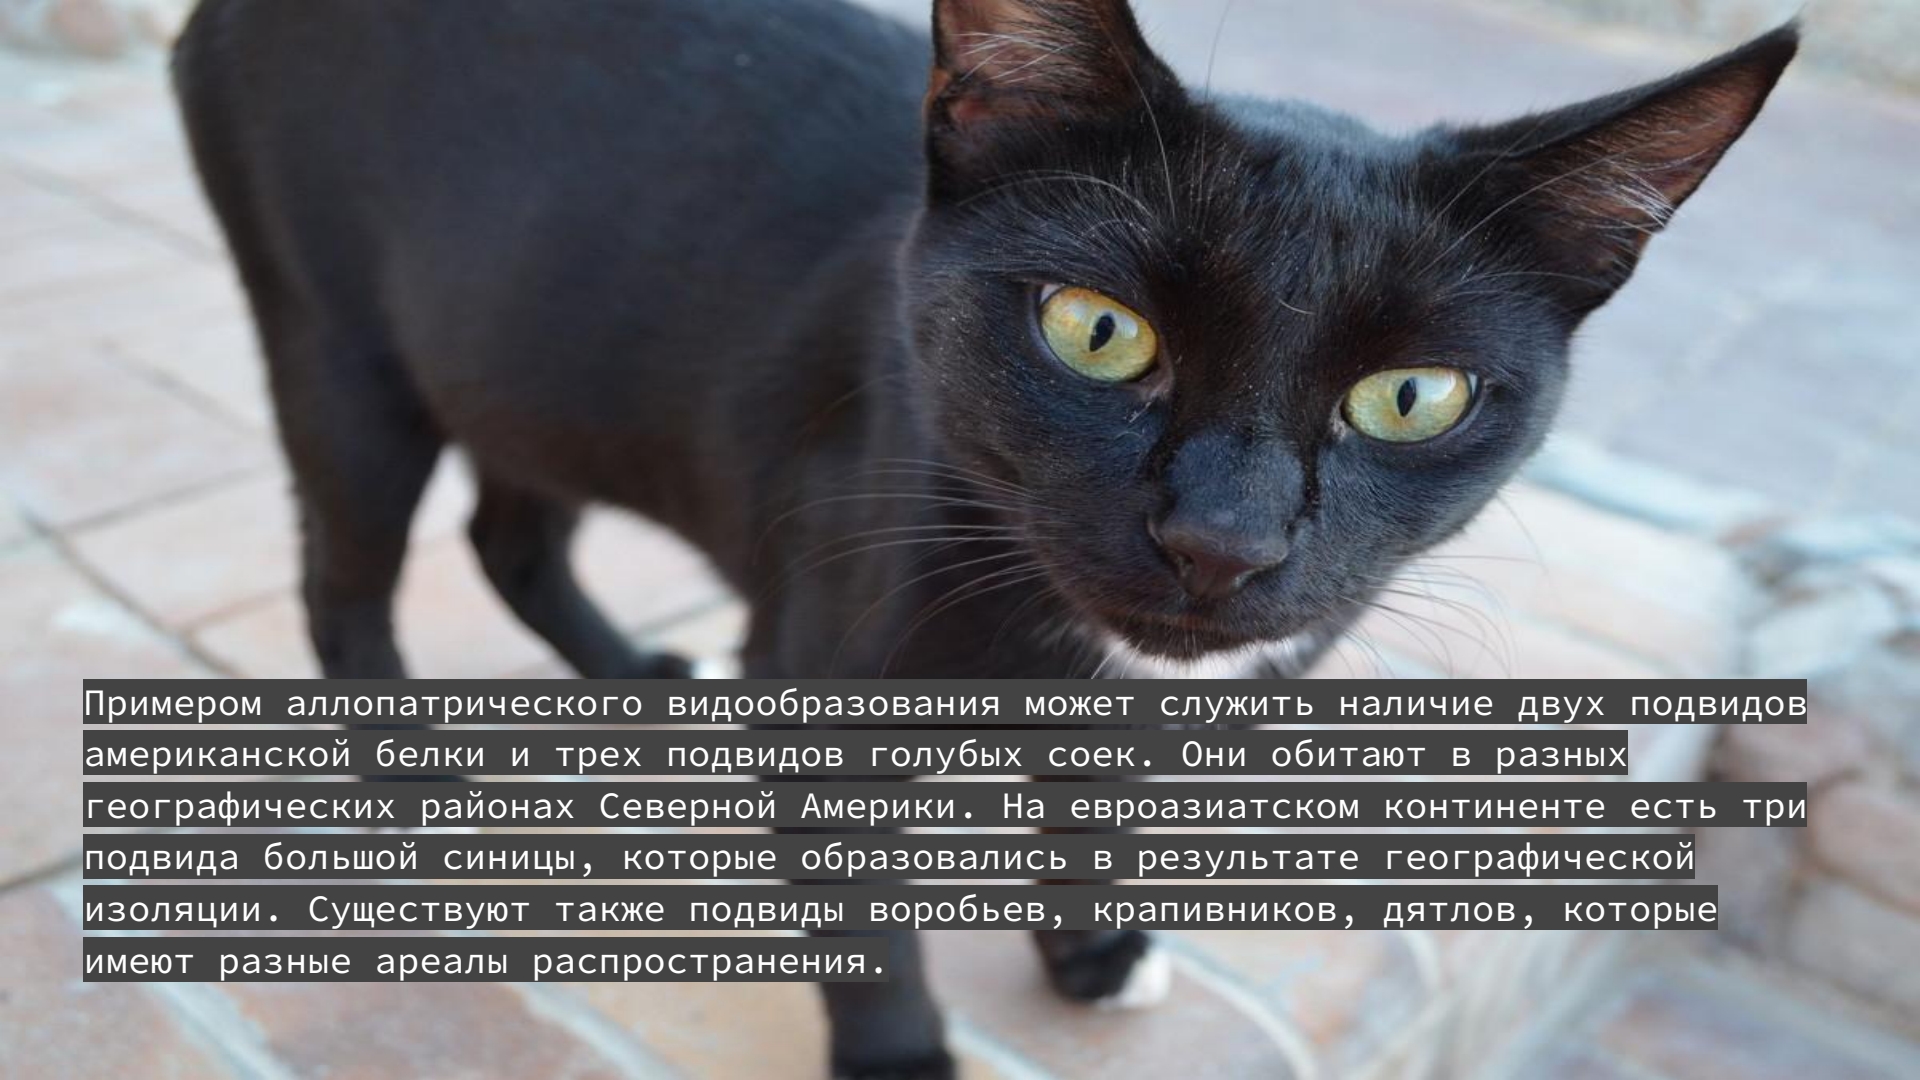 Примером аллопатрического видообразования может служить наличие двух подвидов
американской белки и трех подвидов голубых соек. Они обитают в разных
географических районах Северной Америки. На евроазиатском континенте есть три
подвида большой синицы, которые образовались в результате географической
изоляции. Существуют также подвиды воробьев, крапивников, дятлов, которые
имеют разные ареалы распространения.